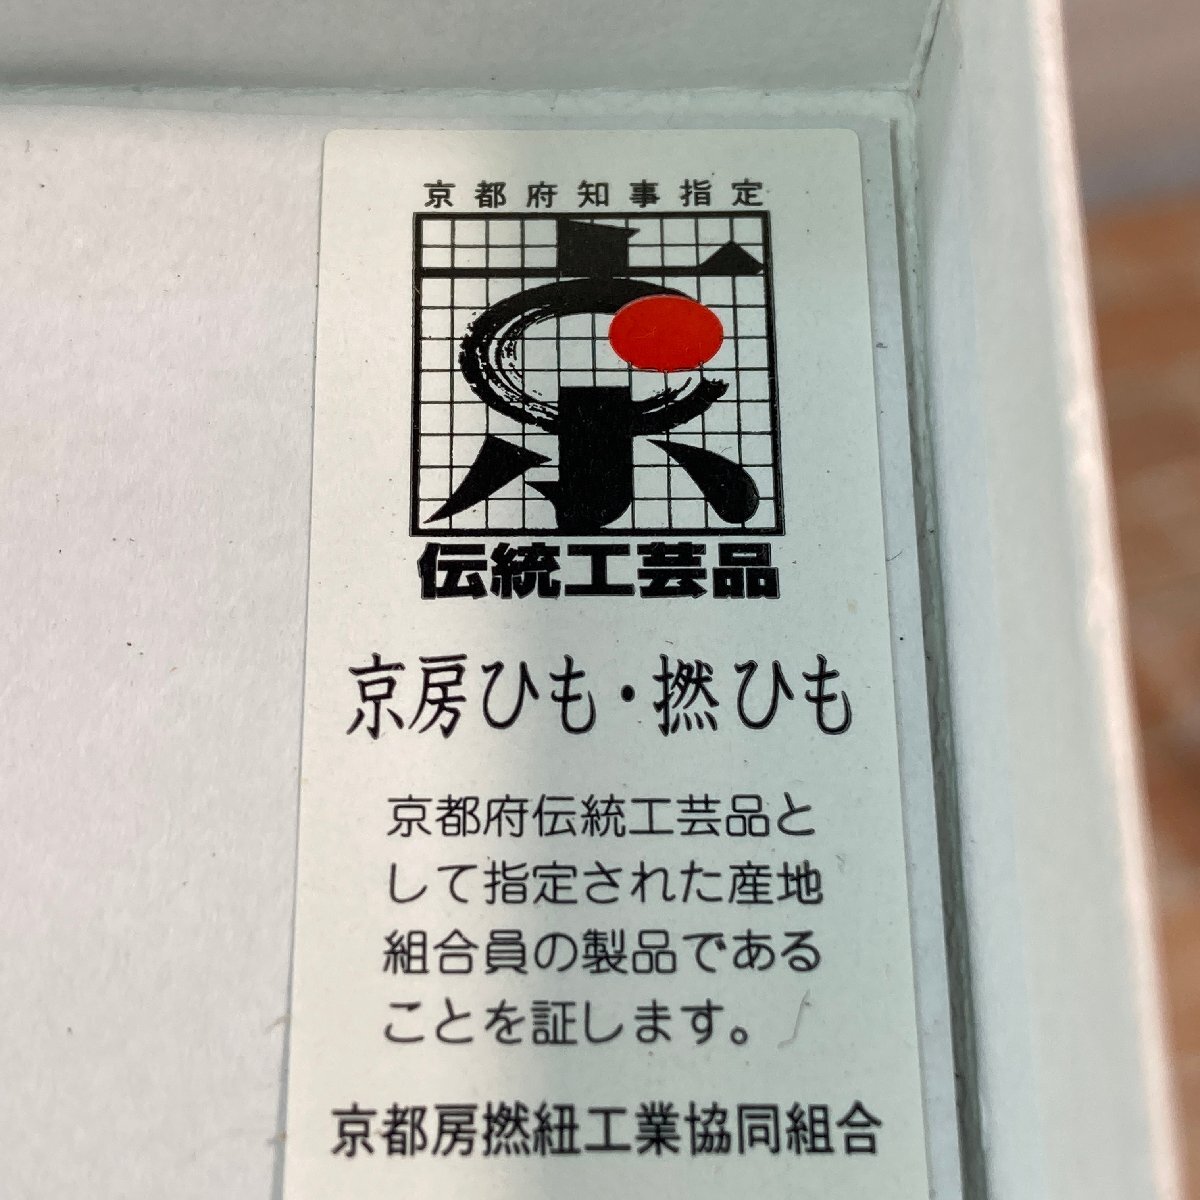 京都府知事指定
京
伝統工芸品
京房ひも・撚ひも
京都府伝統工芸品と
して指定された産地
組合員の製品である
ことを証します。
京都房撚紐工業協同組合